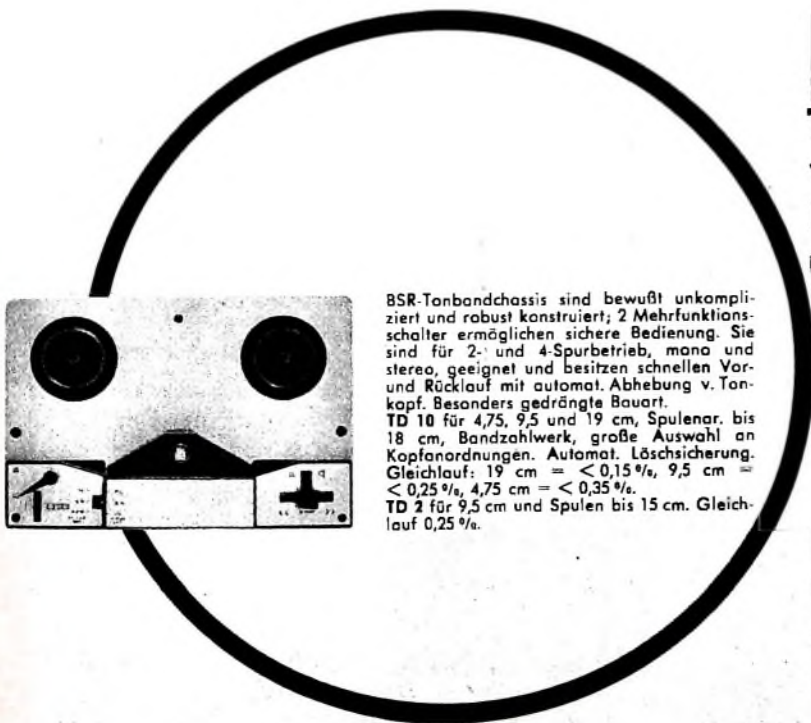 BSR-Tonbandchassis sind bewußt unkompli-
ziert und robust konstruiert; 2 Mehrfunktions-
schalter ermöglichen sichere Bedienung. Sie
sind für 2- und 4-Spurbetrieb, mono und
stereo, geeignet und besitzen schnellen Vor-
und Rücklauf mit automat. Abhebung v. Ton-
kopf. Besonders gedrängte Bauart.
TD 10 für 4,75, 9,5 und 19 cm, Spulenar. bis
18 cm, Bandzahlwerk, große Auswahl an
Kopfanordnungen. Automat. Löschsicherung.
Gleichlauf: 19 cm = < 0,15 %, 9,5 cm =
< 0,25 %, 4,75 cm = < 0,35 %.
TD 2 für 9,5 cm und Spulen bis 15 cm. Gleich-
lauf 0,25 %.